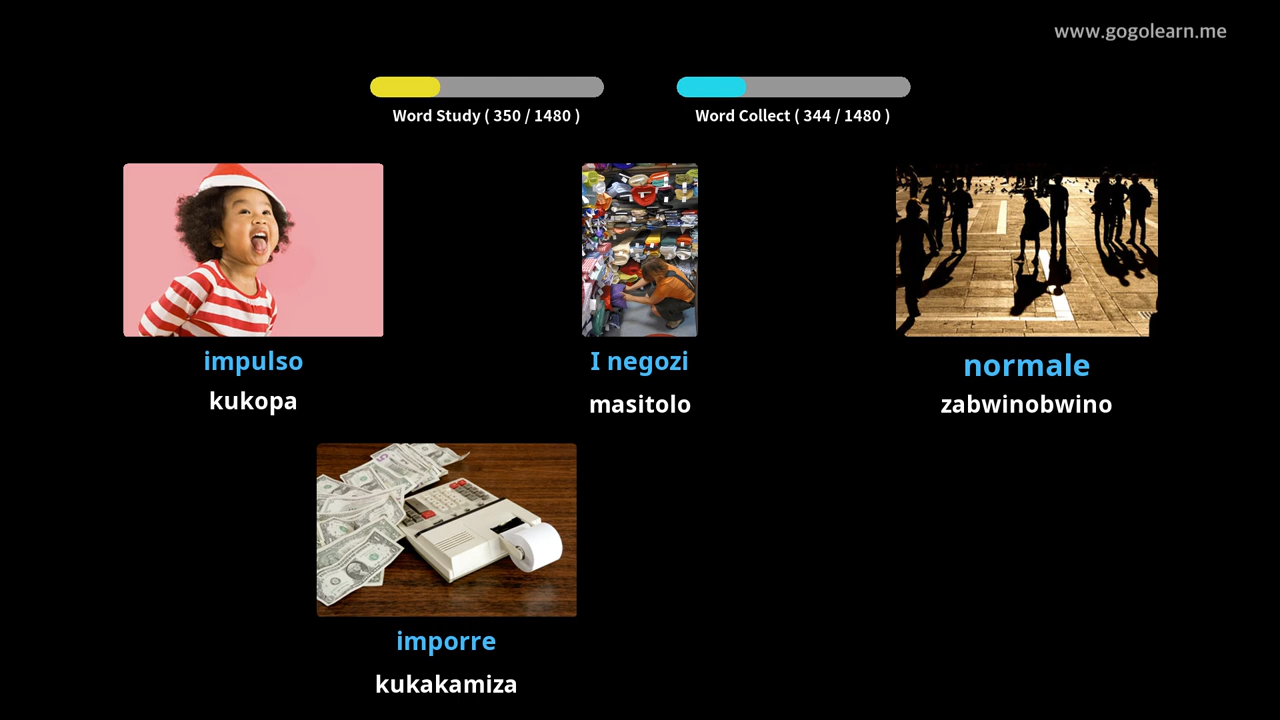 www.gogolearn.me
Word Study ( 350 / 1480 )
Word Collect ( 344 / 1480 )
impulso
kukopa
I negozi
masitolo
normale
zabwinobwino
imporre
kukakamiza